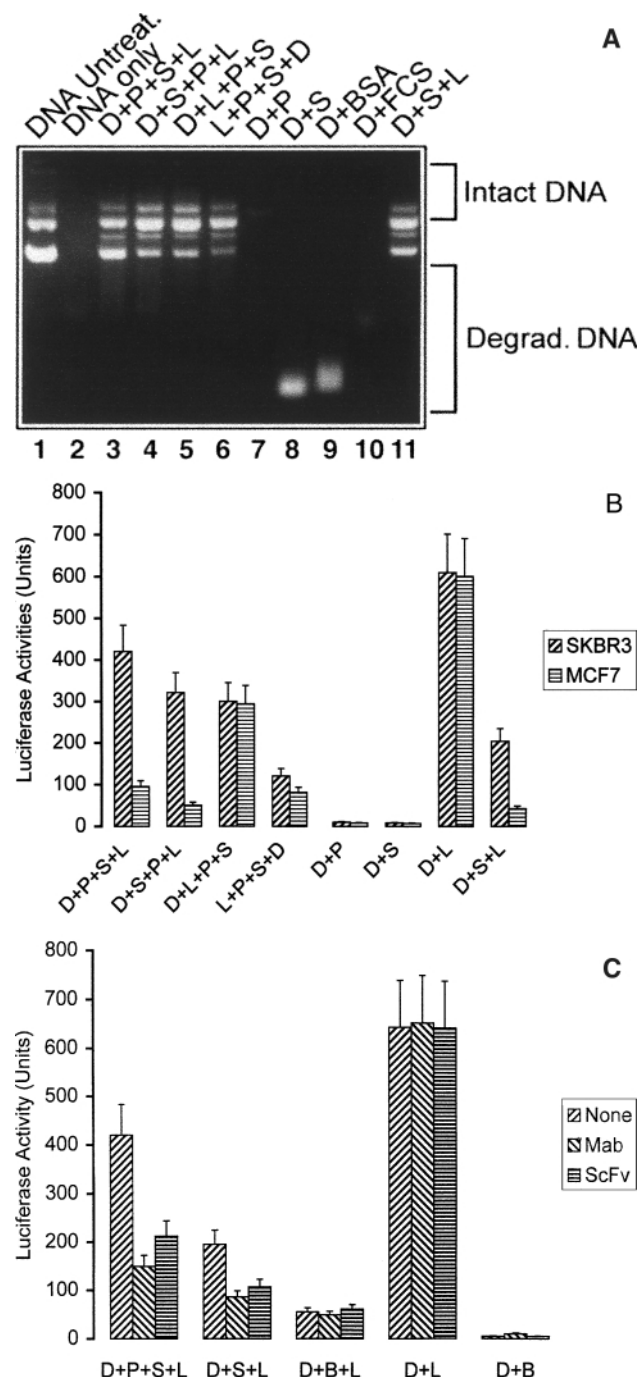 A
DNA Untreat.
DNA only
D+P+S+L
D+S+P+L
D+L+P+S
L+P+S+D
D+P
D+S
D+BSA
D+FCS
D+S+L
Intact DNA
Degrad. DNA
1 2 3 4 5 6 7 8 9 10 11
B
Luciferase Activities (Units)
800
700
600
500
400
300
200
100
0
SKBR3
MCF7
D+P+S+L
D+S+P+L
D+L+P+S
L+P+S+D
D+P
D+S
D+L
D+S+L
C
Luciferase Activity (Units)
800
700
600
500
400
300
200
100
0
None
Mab
ScFv
D+P+S+L D+S+L D+B+L D+L D+B